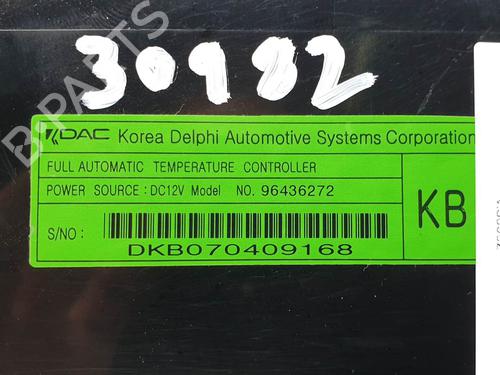 30982
KDAC Korea Delphi Automotive Systems Corporation
FULL AUTOMATIC TEMPERATURE CONTROLLER
POWER SOURCE : DC12V Model NO. 96436272
KB
S/NO :
DKB070409168
B-PARTS